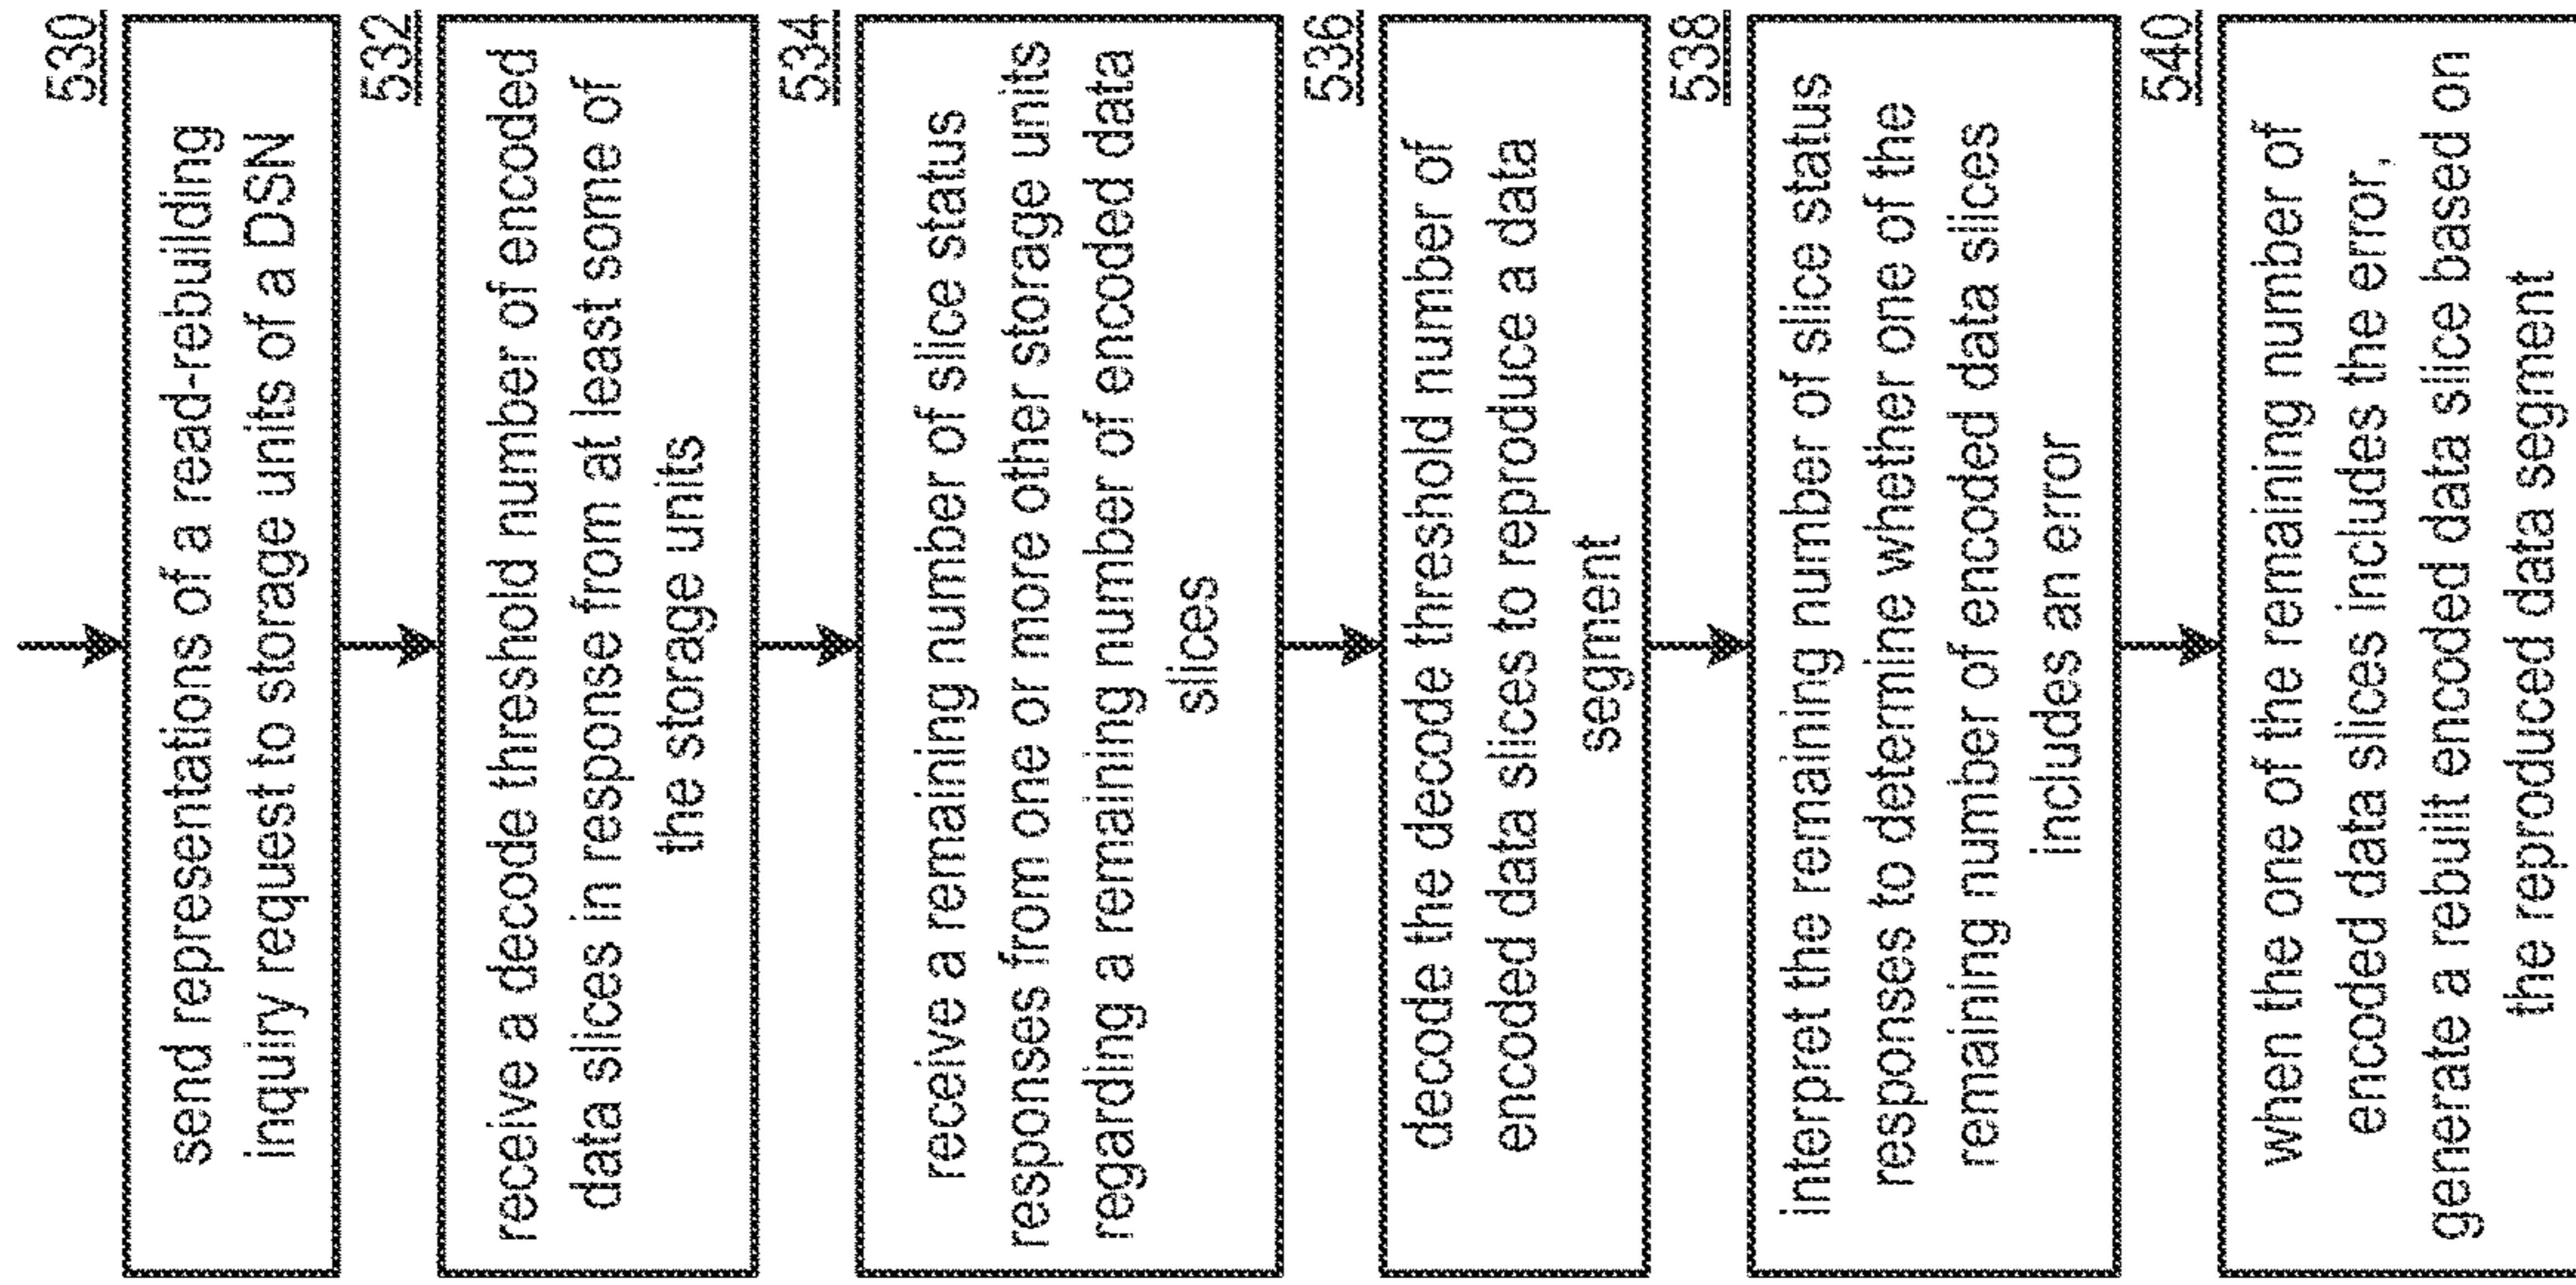 530
send representations of a read-rebuilding
inquiry request to storage units of a DSN
532
receive a decode threshold number of encoded
data slices in response from at least some of
the storage units
534
receive a remaining number of slice status
responses from one or more other storage units
regarding a remaining number of encoded data
slices
536
decode the decode threshold number of
encoded data slices to reproduce a data
segment
538
interpret the remaining number of slice status
responses to determine whether one of the
remaining number of encoded data slices
includes an error
540
when the one of the remaining number of
encoded data slices includes the error,
generate a rebuilt encoded data slice based on
the reproduced data segment